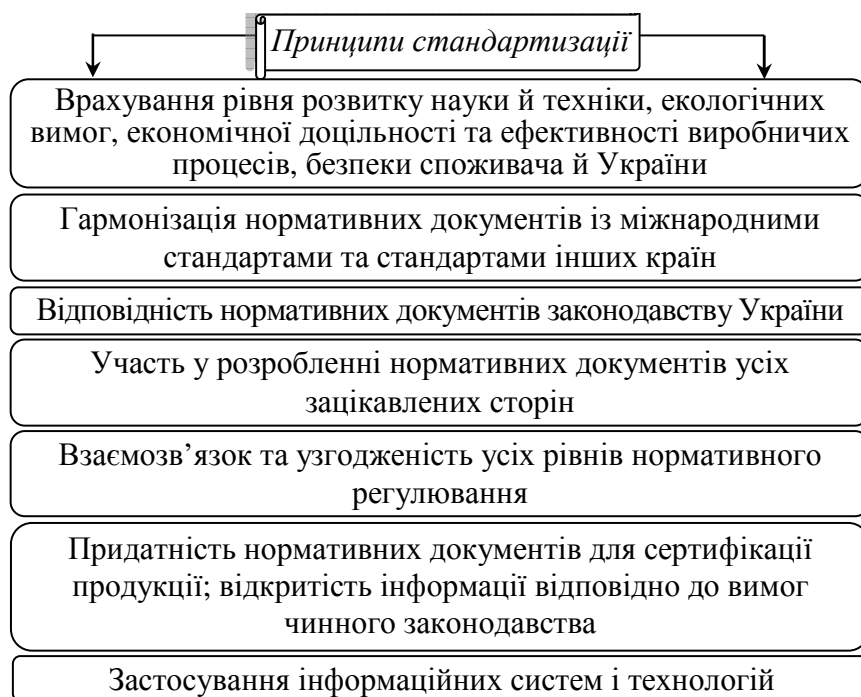 Принципи стандартизації
Врахування рівня розвитку науки й техніки, екологічних
вимог, економічної доцільності та ефективності виробничих
процесів, безпеки споживача й України
Гармонізація нормативних документів із міжнародними
стандартами та стандартами інших країн
Відповідність нормативних документів законодавству України
Участь у розробленні нормативних документів усіх
зацікавлених сторін
Взаємозв’язок та узгодженість усіх рівнів нормативного
регулювання
Придатність нормативних документів для сертифікації
продукції; відкритість інформації відповідно до вимог
чинного законодавства
Застосування інформаційних систем і технологій